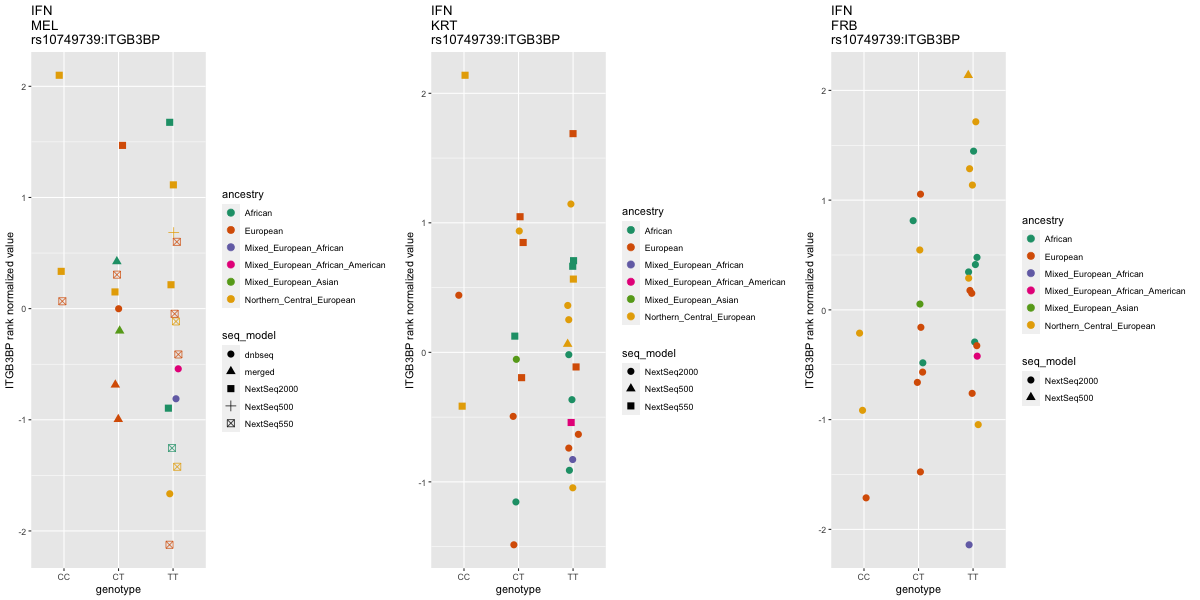 IFN
MEL
rs10749739:ITGB3BP
ITGB3BP rank normalized value
2
1
0
-1
-2
CC CT TT
genotype
ancestry
African
European
Mixed_European_African
Mixed_European_African_American
Mixed_European_Asian
Northern_Central_European
seq_model
dnbseq
merged
NextSeq2000
NextSeq500
NextSeq550
IFN
KRT
rs10749739:ITGB3BP
ITGB3BP rank normalized value
2
1
0
-1
CC CT TT
genotype
ancestry
African
European
Mixed_European_African
Mixed_European_African_American
Mixed_European_Asian
Northern_Central_European
seq_model
NextSeq2000
NextSeq500
NextSeq550
IFN
FRB
rs10749739:ITGB3BP
ITGB3BP rank normalized value
2
1
0
-1
-2
CC CT TT
genotype
ancestry
African
European
Mixed_European_African
Mixed_European_African_American
Mixed_European_Asian
Northern_Central_European
seq_model
NextSeq2000
NextSeq500